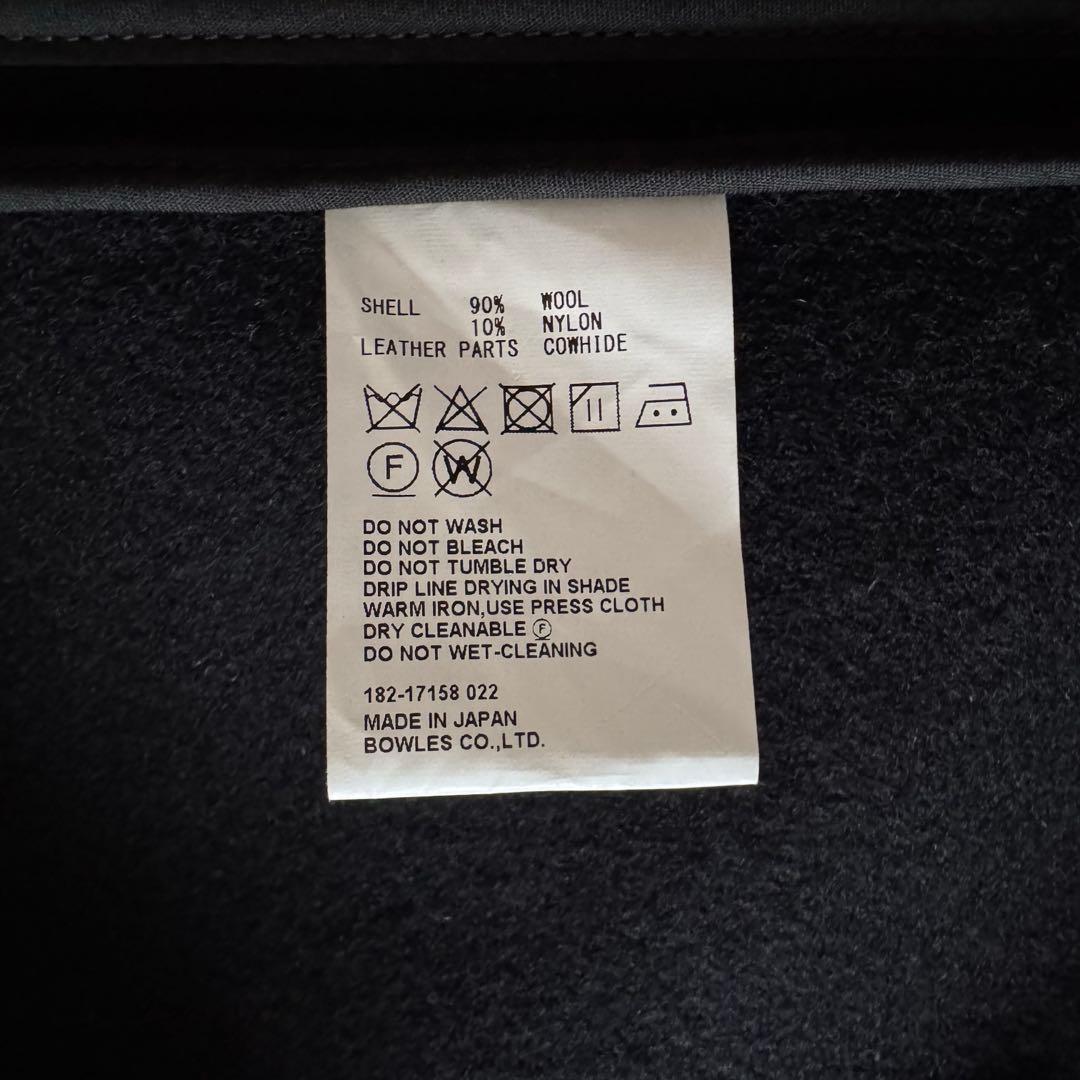 SHELL 90% WOOL
10% NYLON
LEATHER PARTS COWHIDE
F W
DO NOT WASH
DO NOT BLEACH
DO NOT TUMBLE DRY
DRIP LINE DRYING IN SHADE
WARM IRON,USE PRESS CLOTH
DRY CLEANABLE Ⓕ
DO NOT WET-CLEANING
182-17158 022
MADE IN JAPAN
BOWLES CO.,LTD.